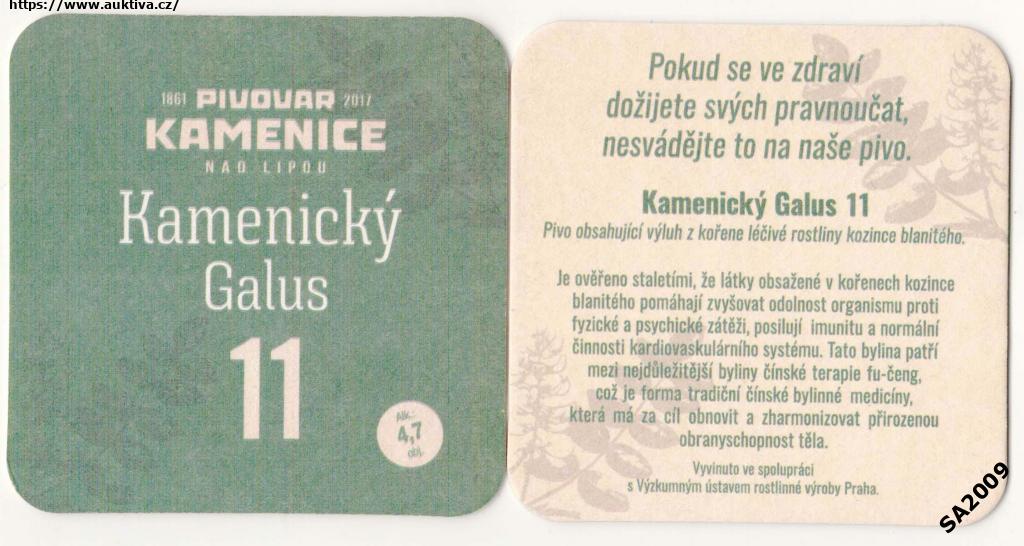 https://www.auktiva.cz/
1861 PIVOVAR 2017
KAMENICE
NAD LIPOU
Kamenický
Galus
11
Alk.:
4,7
obj.
Pokud se ve zdraví
dožijete svých pravnoučat,
nesvádějte to na naše pivo.
Kamenický Galus 11
Pivo obsahující výluh z kořene léčivé rostliny kozince blanitého.
Je ověřeno staletími, že látky obsažené v kořenech kozince
blanitého pomáhají zvyšovat odolnost organismu proti
fyzické a psychické zátěži, posilují imunitu a normální
činnosti kardiovaskulárního systému. Tato bylina patří
mezi nejdůležitější byliny čínské terapie fu-čeng,
což je forma tradiční čínské bylinné medicíny,
která má za cíl obnovit a zharmonizovat přirozenou
obranyschopnost těla.
Vyvinuto ve spolupráci
s Výzkumným ústavem rostlinné výroby Praha.
SA2009